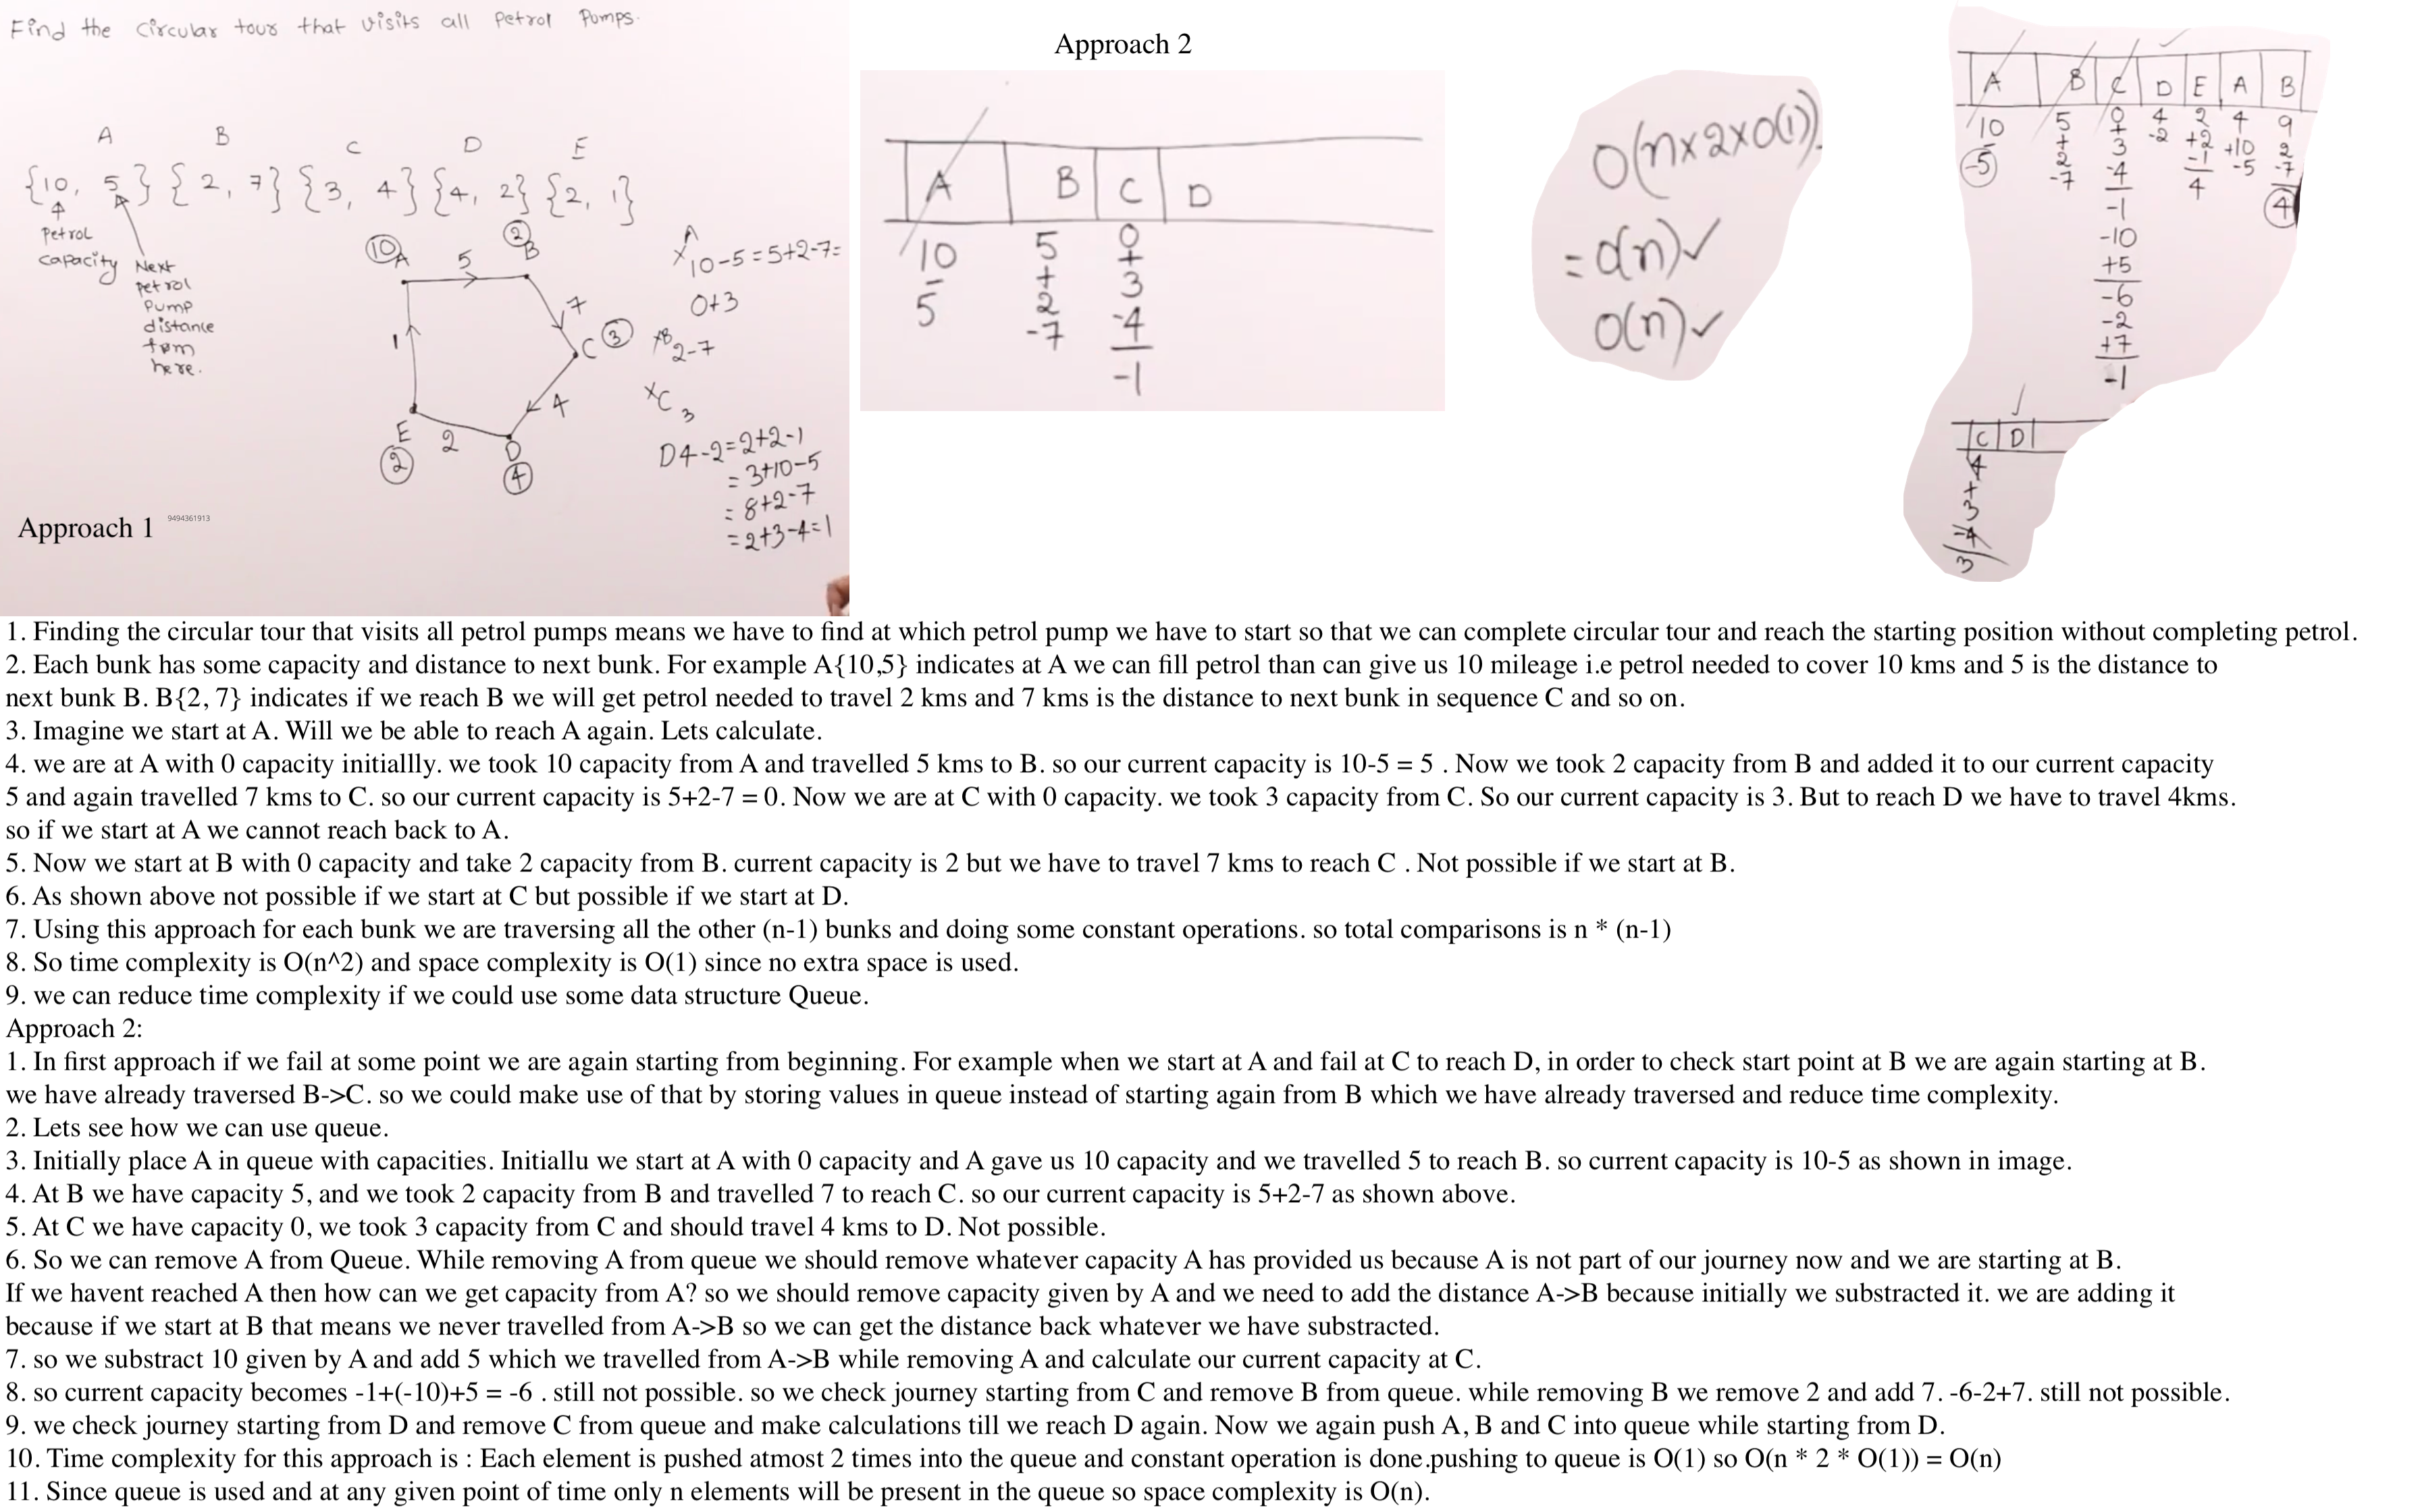 Find the circular tour that visits all Petrol Pumps.
A B C D E
{10, 5} {2, 7} {3, 4} {4, 2} {2, 1}
Petrol
capacity
Next
petrol
Pump
distance
from
here.
10 A 5 2 B
7
C 3
4
D 4
2
E 2
1
A
x 10-5=5+2-7=
0+3
xB 2-7
xC 3
D4-2=2+2-1
=3+10-5
=8+2-7
=2+3-4=1
Approach 1
9494361913
Approach 2
A B C D
10 5 0
- + +
5 2 3
-7 -4
-1
O(n×2×O(1)).
=O(n)✓
O(n)✓
A B C D E A B
10 5 0 4 2 4 9
-5 + + -2 +2 +10 2
2 3 -1 -5 -7
-7 -4 4 4
-1
-10
+5
-6
-2
+7
-1
C D
4
+
3
-4
3
1. Finding the circular tour that visits all petrol pumps means we have to find at which petrol pump we have to start so that we can complete circular tour and reach the starting position without completing petrol.
2. Each bunk has some capacity and distance to next bunk. For example A{10,5} indicates at A we can fill petrol than can give us 10 mileage i.e petrol needed to cover 10 kms and 5 is the distance to
next bunk B. B{2, 7} indicates if we reach B we will get petrol needed to travel 2 kms and 7 kms is the distance to next bunk in sequence C and so on.
3. Imagine we start at A. Will we be able to reach A again. Lets calculate.
4. we are at A with 0 capacity initiallly. we took 10 capacity from A and travelled 5 kms to B. so our current capacity is 10-5 = 5 . Now we took 2 capacity from B and added it to our current capacity
5 and again travelled 7 kms to C. so our current capacity is 5+2-7 = 0. Now we are at C with 0 capacity. we took 3 capacity from C. So our current capacity is 3. But to reach D we have to travel 4kms.
so if we start at A we cannot reach back to A.
5. Now we start at B with 0 capacity and take 2 capacity from B. current capacity is 2 but we have to travel 7 kms to reach C . Not possible if we start at B.
6. As shown above not possible if we start at C but possible if we start at D.
7. Using this approach for each bunk we are traversing all the other (n-1) bunks and doing some constant operations. so total comparisons is n * (n-1)
8. So time complexity is O(n^2) and space complexity is O(1) since no extra space is used.
9. we can reduce time complexity if we could use some data structure Queue.
Approach 2:
1. In first approach if we fail at some point we are again starting from beginning. For example when we start at A and fail at C to reach D, in order to check start point at B we are again starting at B.
we have already traversed B->C. so we could make use of that by storing values in queue instead of starting again from B which we have already traversed and reduce time complexity.
2. Lets see how we can use queue.
3. Initially place A in queue with capacities. Initiallu we start at A with 0 capacity and A gave us 10 capacity and we travelled 5 to reach B. so current capacity is 10-5 as shown in image.
4. At B we have capacity 5, and we took 2 capacity from B and travelled 7 to reach C. so our current capacity is 5+2-7 as shown above.
5. At C we have capacity 0, we took 3 capacity from C and should travel 4 kms to D. Not possible.
6. So we can remove A from Queue. While removing A from queue we should remove whatever capacity A has provided us because A is not part of our journey now and we are starting at B.
If we havent reached A then how can we get capacity from A? so we should remove capacity given by A and we need to add the distance A->B because initially we substracted it. we are adding it
because if we start at B that means we never travelled from A->B so we can get the distance back whatever we have substracted.
7. so we substract 10 given by A and add 5 which we travelled from A->B while removing A and calculate our current capacity at C.
8. so current capacity becomes -1+(-10)+5 = -6 . still not possible. so we check journey starting from C and remove B from queue. while removing B we remove 2 and add 7. -6-2+7. still not possible.
9. we check journey starting from D and remove C from queue and make calculations till we reach D again. Now we again push A, B and C into queue while starting from D.
10. Time complexity for this approach is : Each element is pushed atmost 2 times into the queue and constant operation is done.pushing to queue is O(1) so O(n * 2 * O(1)) = O(n)
11. Since queue is used and at any given point of time only n elements will be present in the queue so space complexity is O(n).